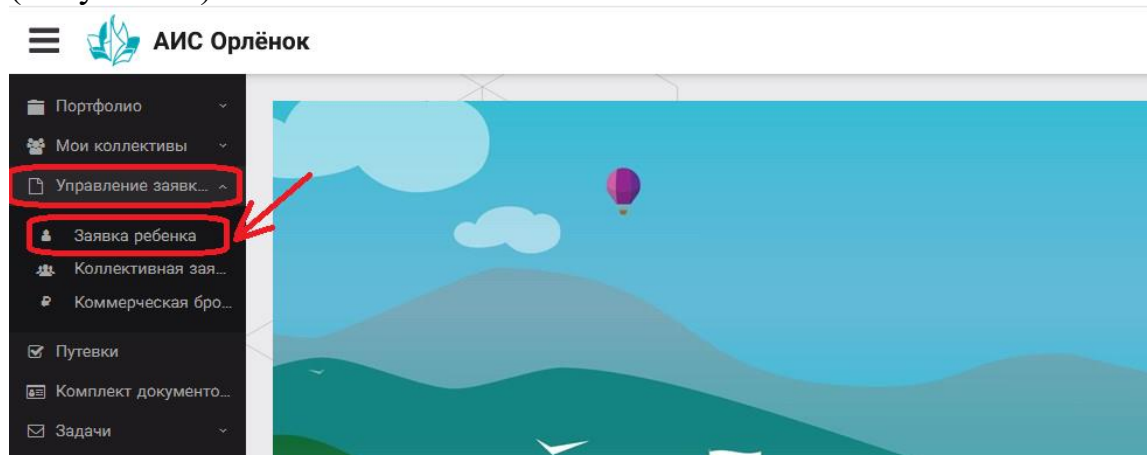 АИС Орлёнок
Портфолио
Мои коллективы
Управление заявк...
Заявка ребенка
Коллективная зая...
Коммерческая бро...
Путевки
Комплект документо...
Задачи